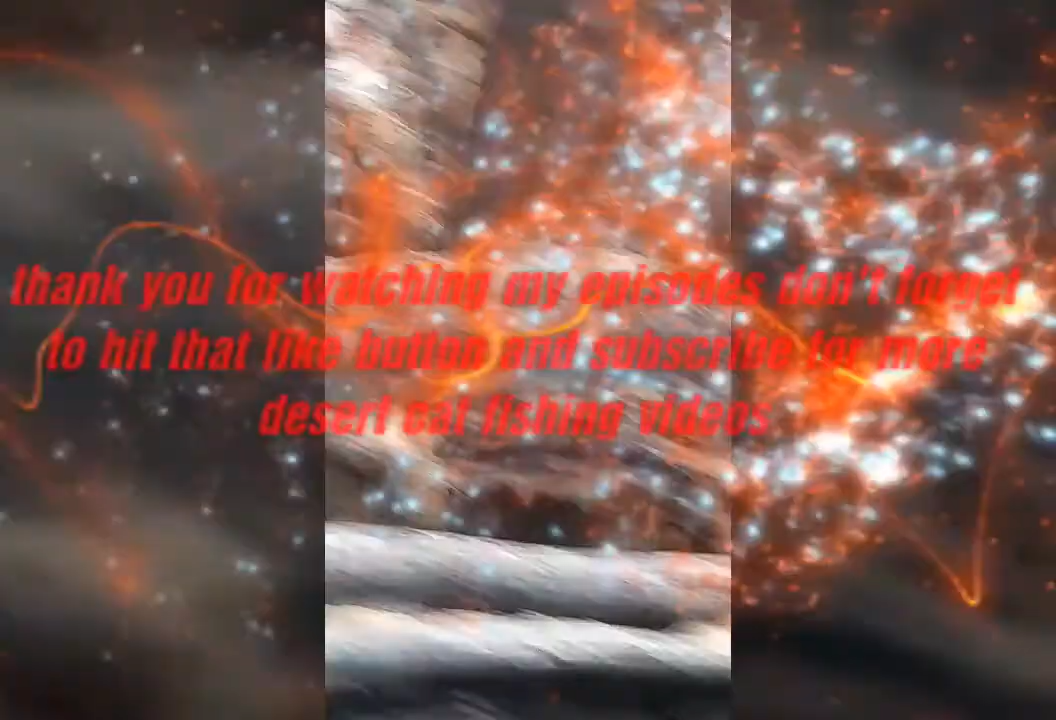 thank you for watching my episodes don't forget
to hit that like button and subscribe for more
desert cat fishing videos